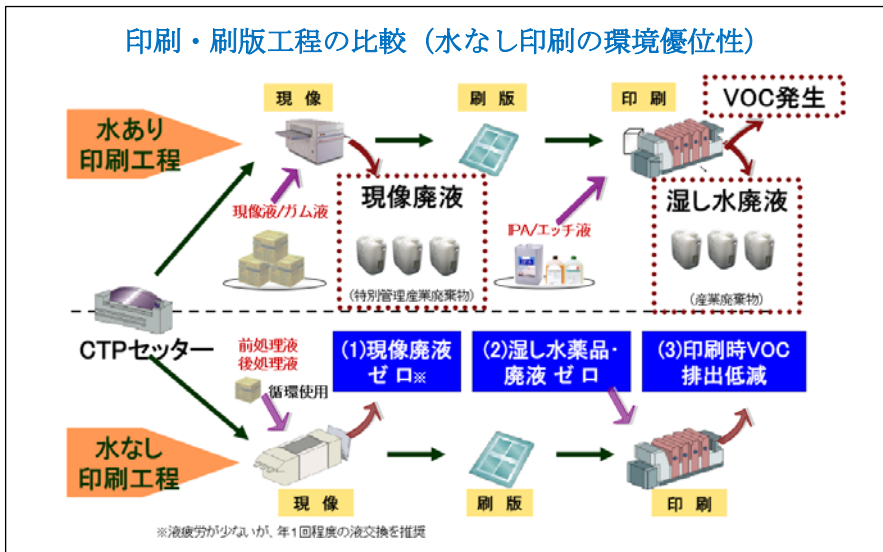 印刷・刷版工程の比較（水なし印刷の環境優位性）
現 像
刷 版
印 刷
VOC発生
水あり
印刷工程
現像液/ガム液
現像廃液
(特別管理産業廃棄物)
IPA/エッチ液
湿し水廃液
(産業廃棄物)
CTPセッター
前処理液
後処理液
循環使用
(1)現像廃液
ゼ ロ※
(2)湿し水薬品・
廃液 ゼ ロ
(3)印刷時VOC
排出低減
水なし
印刷工程
現 像
刷 版
印 刷
※液疲労が少ないが、年1回程度の液交換を推奨